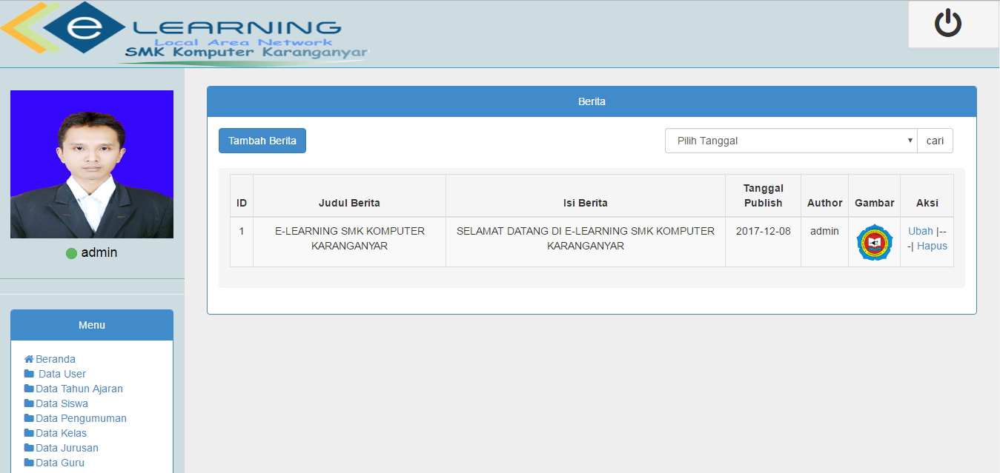 e LEARNING
Local Area Network
SMK Komputer Karanganyar
admin
Menu
Beranda
Data User
Data Tahun Ajaran
Data Siswa
Data Pengumuman
Data Kelas
Data Jurusan
Data Guru
Berita
Tambah Berita
Pilih Tanggal cari
ID Judul Berita Isi Berita Tanggal Publish Author Gambar Aksi
1 E-LEARNING SMK KOMPUTER SELAMAT DATANG DI E-LEARNING SMK KOMPUTER 2017-12-08 admin Ubah |--
KARANGANYAR KARANGANYAR -| Hapus